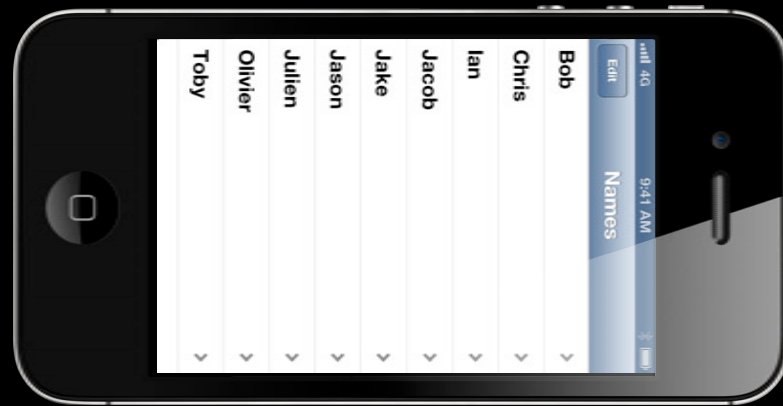 4G 9:41 AM
Edit Names
Bob
Chris
Ian
Jacob
Jake
Jason
Julien
Olivier
Toby